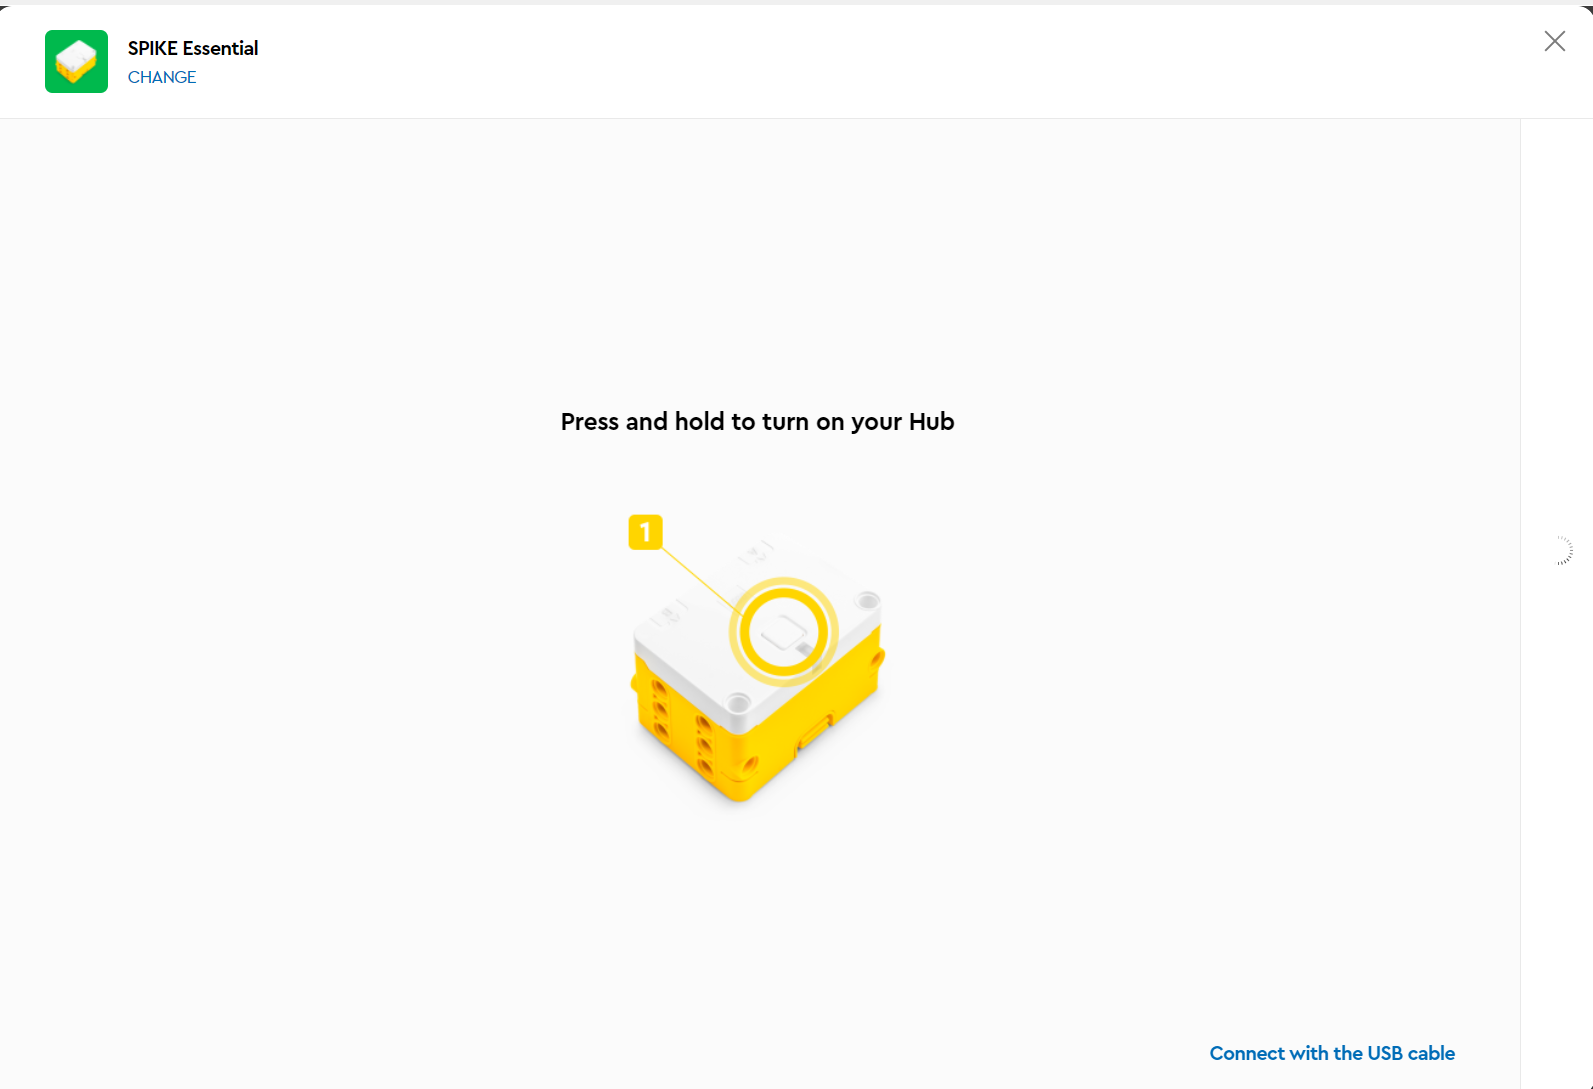 SPIKE Essential
CHANGE
Press and hold to turn on your Hub
1
Connect with the USB cable